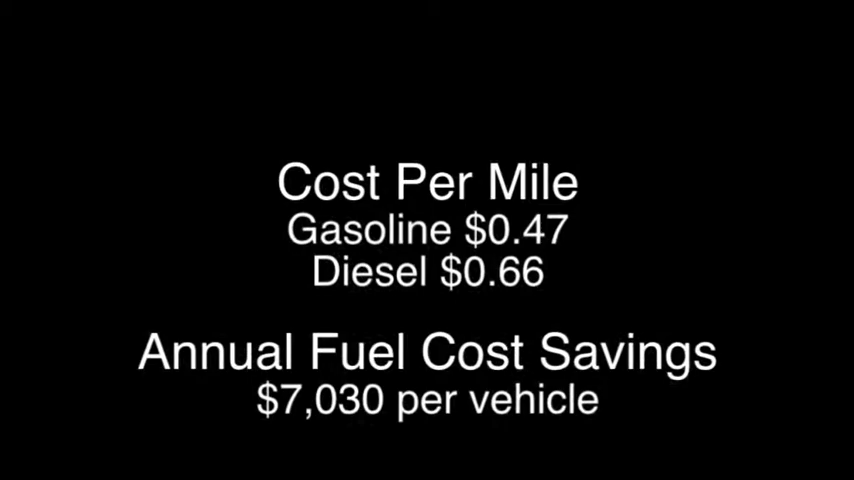 Cost Per Mile
Gasoline $0.47
Diesel $0.66
Annual Fuel Cost Savings
$7,030 per vehicle